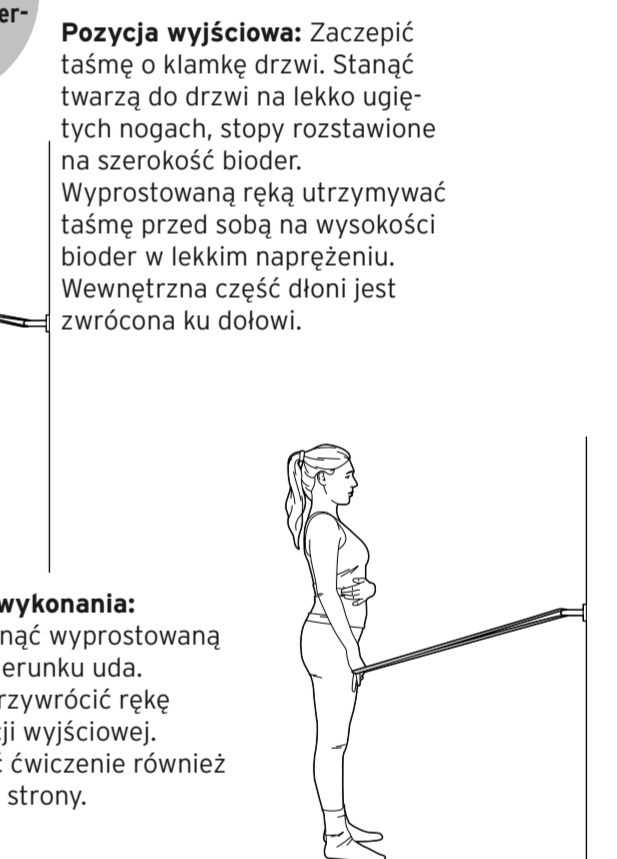 er-
Pozycja wyjściowa: Zaczepić
taśmę o klamkę drzwi. Stanąć
twarzą do drzwi na lekko ugię-
tych nogach, stopy rozstawione
na szerokość bioder.
Wyprostowaną ręką utrzymywać
taśmę przed sobą na wysokości
bioder w lekkim naprężeniu.
Wewnętrzna część dłoni jest
zwrócona ku dołowi.
wykonania:
nąć wyprostowaną
erunku uda.
rzywrócić rękę
ji wyjściowej.
ć ćwiczenie również
strony.